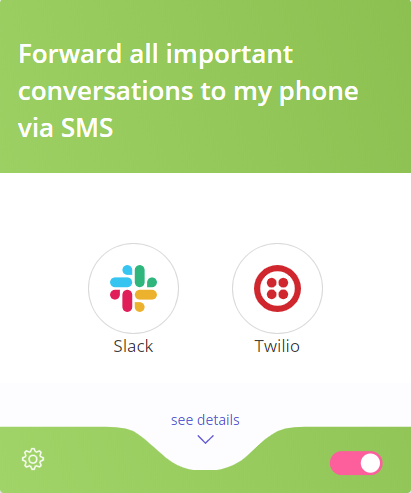 Forward all important
conversations to my phone
via SMS
Slack
Twilio
see details